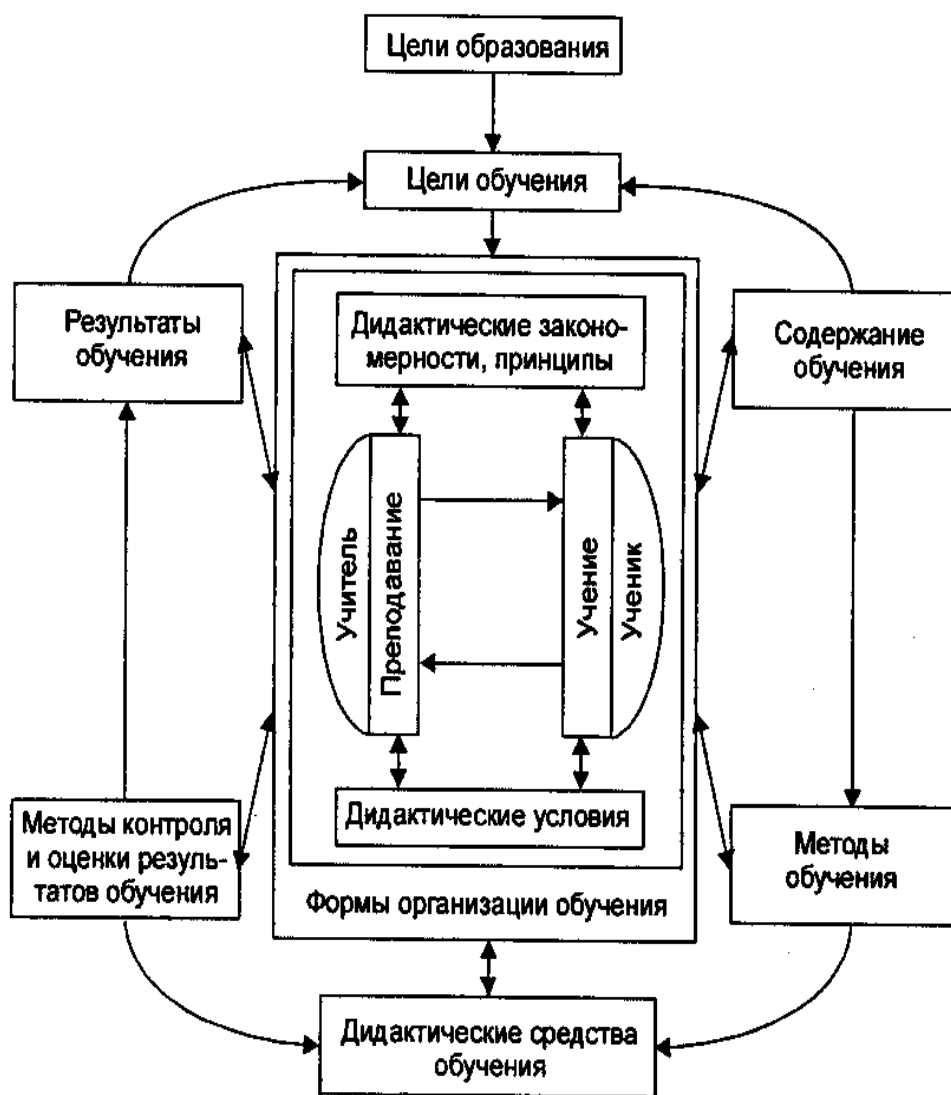 Цели образования
Цели обучения
Результаты
обучения
Дидактические законо-
мерности, принципы
Содержание
обучения
Учитель
Преподавание
Учение
Ученик
Дидактические условия
Методы контроля
и оценки резуль-
татов обучения
Методы
обучения
Формы организации обучения
Дидактические средства
обучения